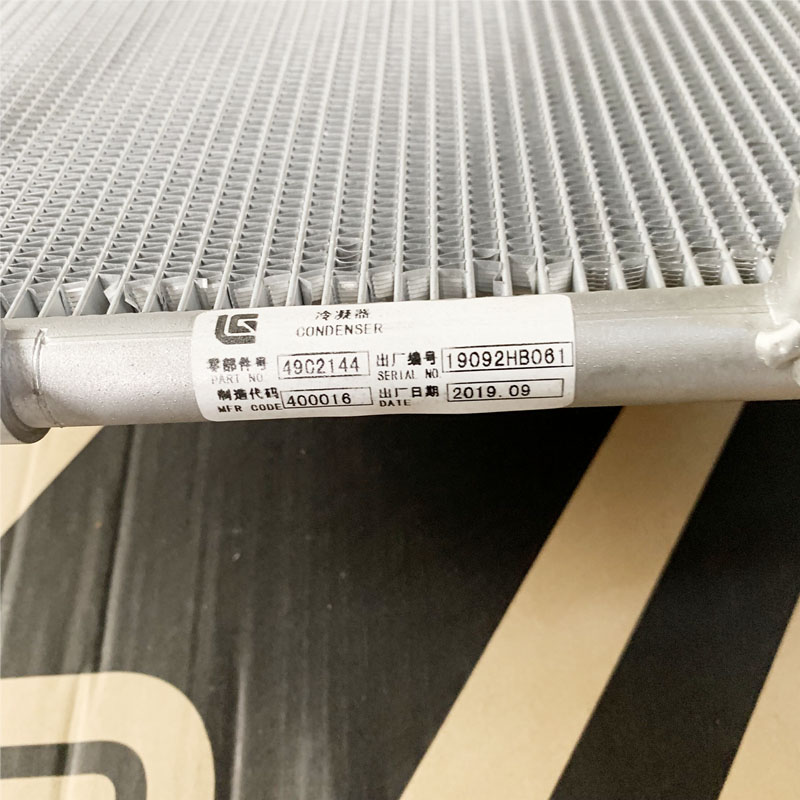 冷凝器
CONDENSER
零部件号 49C2144 出厂编号 19092HB061
PART NO SERIAL NO
制造代码 400016 出厂日期 2019.09
MFR CODE DATE